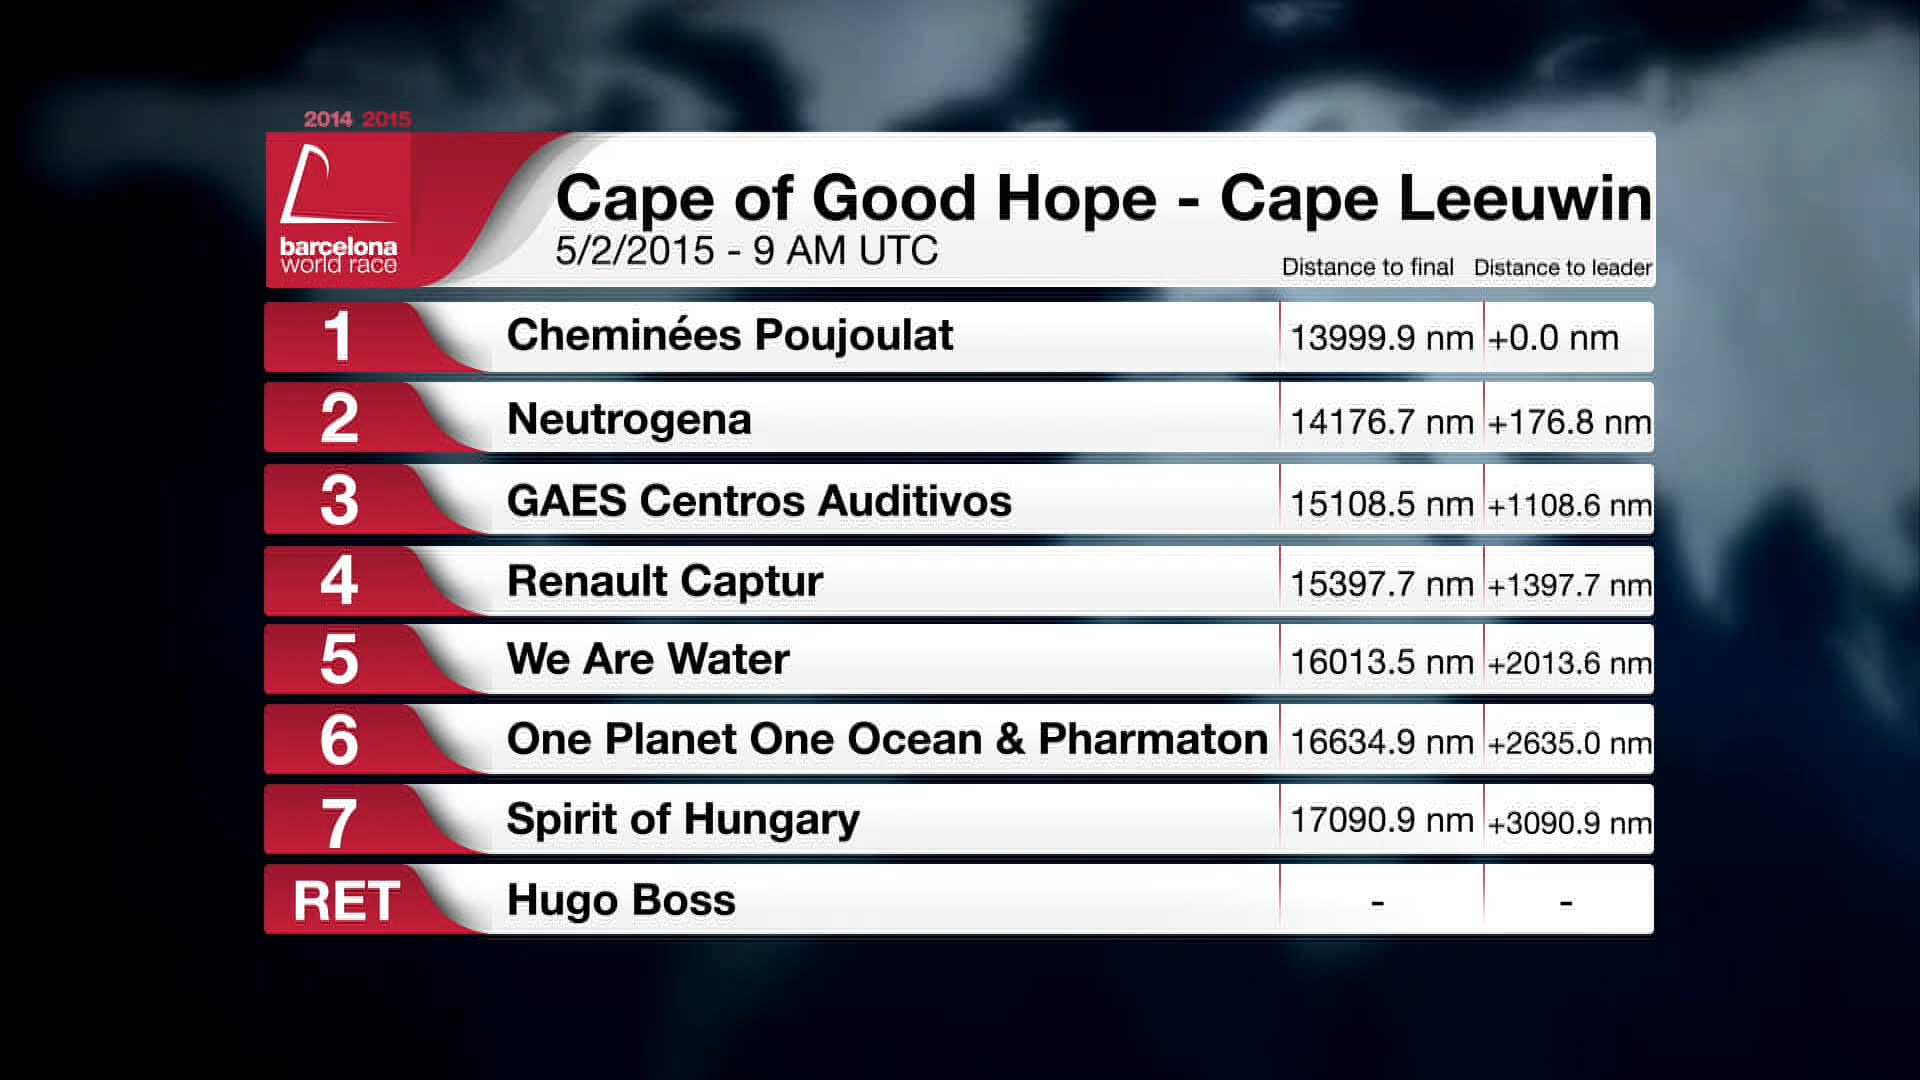 2014 2015
barcelona
world race
Cape of Good Hope - Cape Leeuwin
5/2/2015 - 9 AM UTC
Distance to final Distance to leader
1 Cheminées Poujoulat 13999.9 nm +0.0 nm
2 Neutrogena 14176.7 nm +176.8 nm
3 GAES Centros Auditivos 15108.5 nm +1108.6 nm
4 Renault Captur 15397.7 nm +1397.7 nm
5 We Are Water 16013.5 nm +2013.6 nm
6 One Planet One Ocean & Pharmaton 16634.9 nm +2635.0 nm
7 Spirit of Hungary 17090.9 nm +3090.9 nm
RET Hugo Boss - -